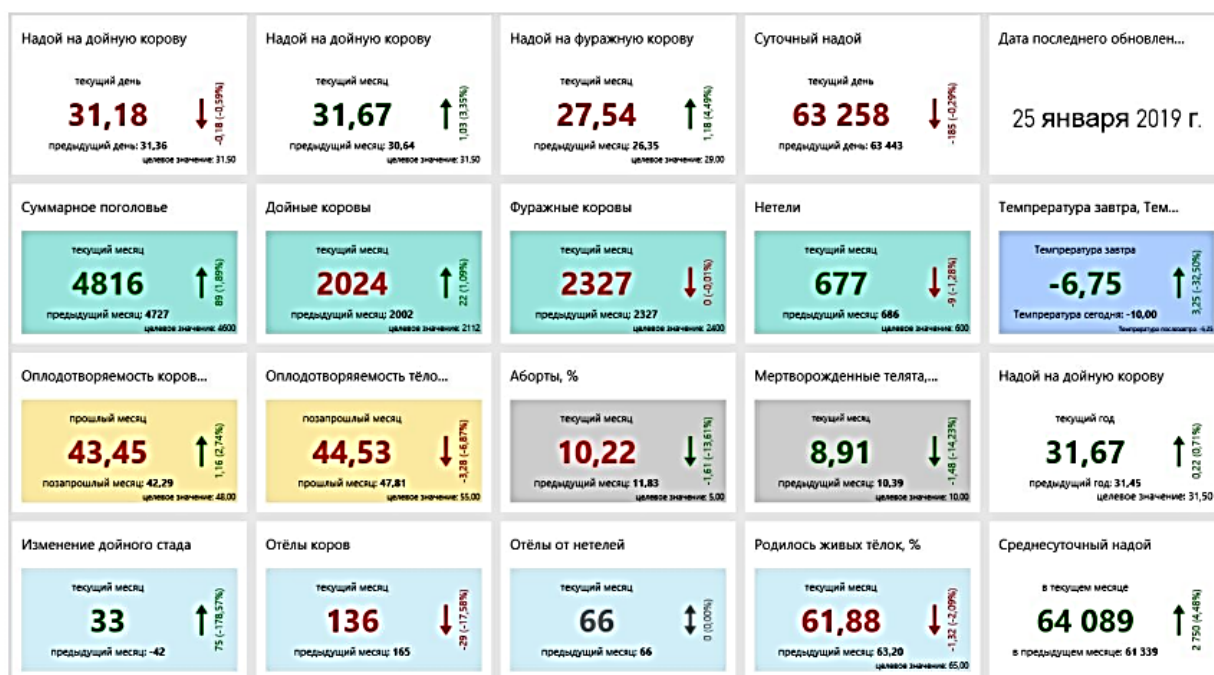 Надой на дойную корову
текущий день
31,18
-0,18 (-0,59%)
предыдущий день: 31,36
целевое значение: 31,50
Надой на дойную корову
текущий месяц
31,67
1,03 (3,35%)
предыдущий месяц: 30,64
целевое значение: 31,50
Надой на фуражную корову
текущий месяц
27,54
1,18 (4,49%)
предыдущий месяц: 26,35
целевое значение: 29,00
Суточный надой
текущий день
63 258
-185 (-0,29%)
предыдущий день: 63 443
Дата последнего обновлен...
25 января 2019 г.
Суммарное поголовье
текущий месяц
4816
89 (1,89%)
предыдущий месяц: 4727
целевое значение: 4600
Дойные коровы
текущий месяц
2024
22 (1,09%)
предыдущий месяц: 2002
целевое значение: 2112
Фуражные коровы
текущий месяц
2327
0 (-0,01%)
предыдущий месяц: 2327
целевое значение: 2400
Нетели
текущий месяц
677
-9 (-1,28%)
предыдущий месяц: 686
целевое значение: 600
Темпрература завтра, Тем...
Темпрература завтра
-6,75
3,25 (-32,50%)
Температура сегодня: -10,00
Темпрература послезавтра: -6,25
Оплодотворяемость коров...
прошлый месяц
43,45
1,16 (2,74%)
позапрошлый месяц: 42,29
целевое значение: 48,00
Оплодотворяяемость тёло...
позапрошлый месяц
44,53
-3,28 (-6,87%)
прошлый месяц: 47,81
целевое значение: 55,00
Аборты, %
текущий месяц
10,22
-1,61 (-13,61%)
предыдущий месяц: 11,83
целевое значение: 5,00
Мертворожденные телята,...
текущий месяц
8,91
-1,48 (-14,23%)
предыдущий месяц: 10,39
целевое значение: 10,00
Надой на дойную корову
текущий год
31,67
0,22 (0,71%)
предыдущий год: 31,45
целевое значение: 31,50
Изменение дойного стада
текущий месяц
33
75 (-178,57%)
предыдущий месяц: -42
Отёлы коров
текущий месяц
136
-29 (-17,58%)
предыдущий месяц: 165
Отёлы от нетелей
текущий месяц
66
0 (0,00%)
предыдущий месяц: 66
Родилось живых тёлок, %
текущий месяц
61,88
-1,32 (-2,09%)
предыдущий месяц: 63,20
целевое значение: 65,00
Среднесуточный надой
в текущем месяце
64 089
2 750 (4,48%)
в предыдущем месяце: 61 339